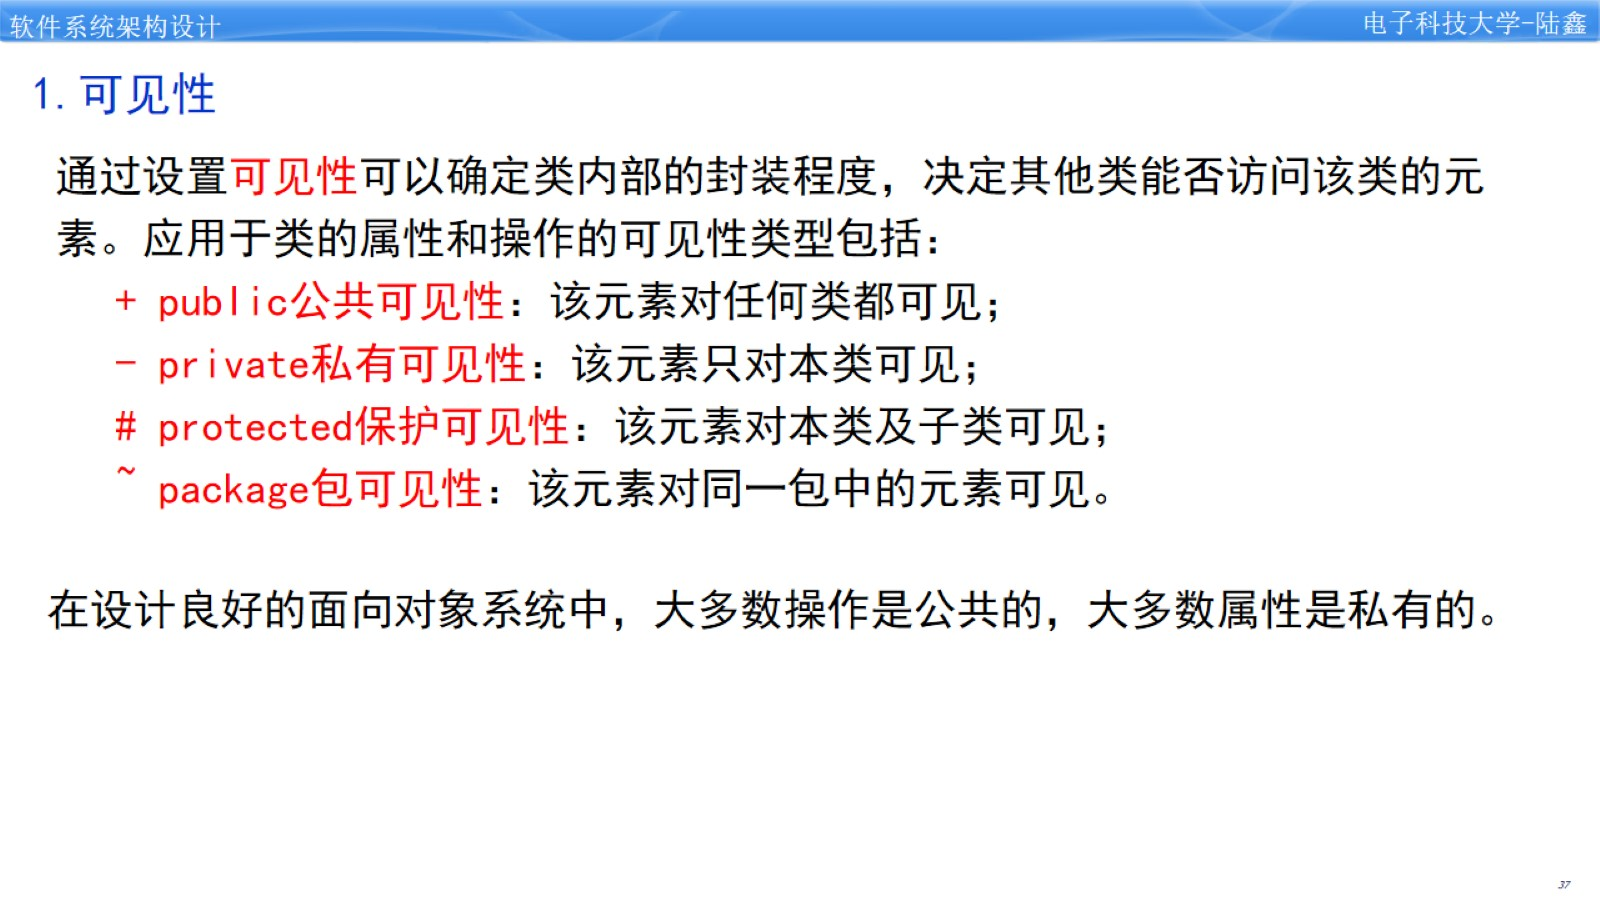 软件系统架构设计
电子科技大学-陆鑫
1.可见性
通过设置可见性可以确定类内部的封装程度，决定其他类能否访问该类的元
素。应用于类的属性和操作的可见性类型包括：
+ public公共可见性：该元素对任何类都可见；
- private私有可见性：该元素只对本类可见；
# protected保护可见性：该元素对本类及子类可见；
~ package包可见性：该元素对同一包中的元素可见。
在设计良好的面向对象系统中，大多数操作是公共的，大多数属性是私有的。
37